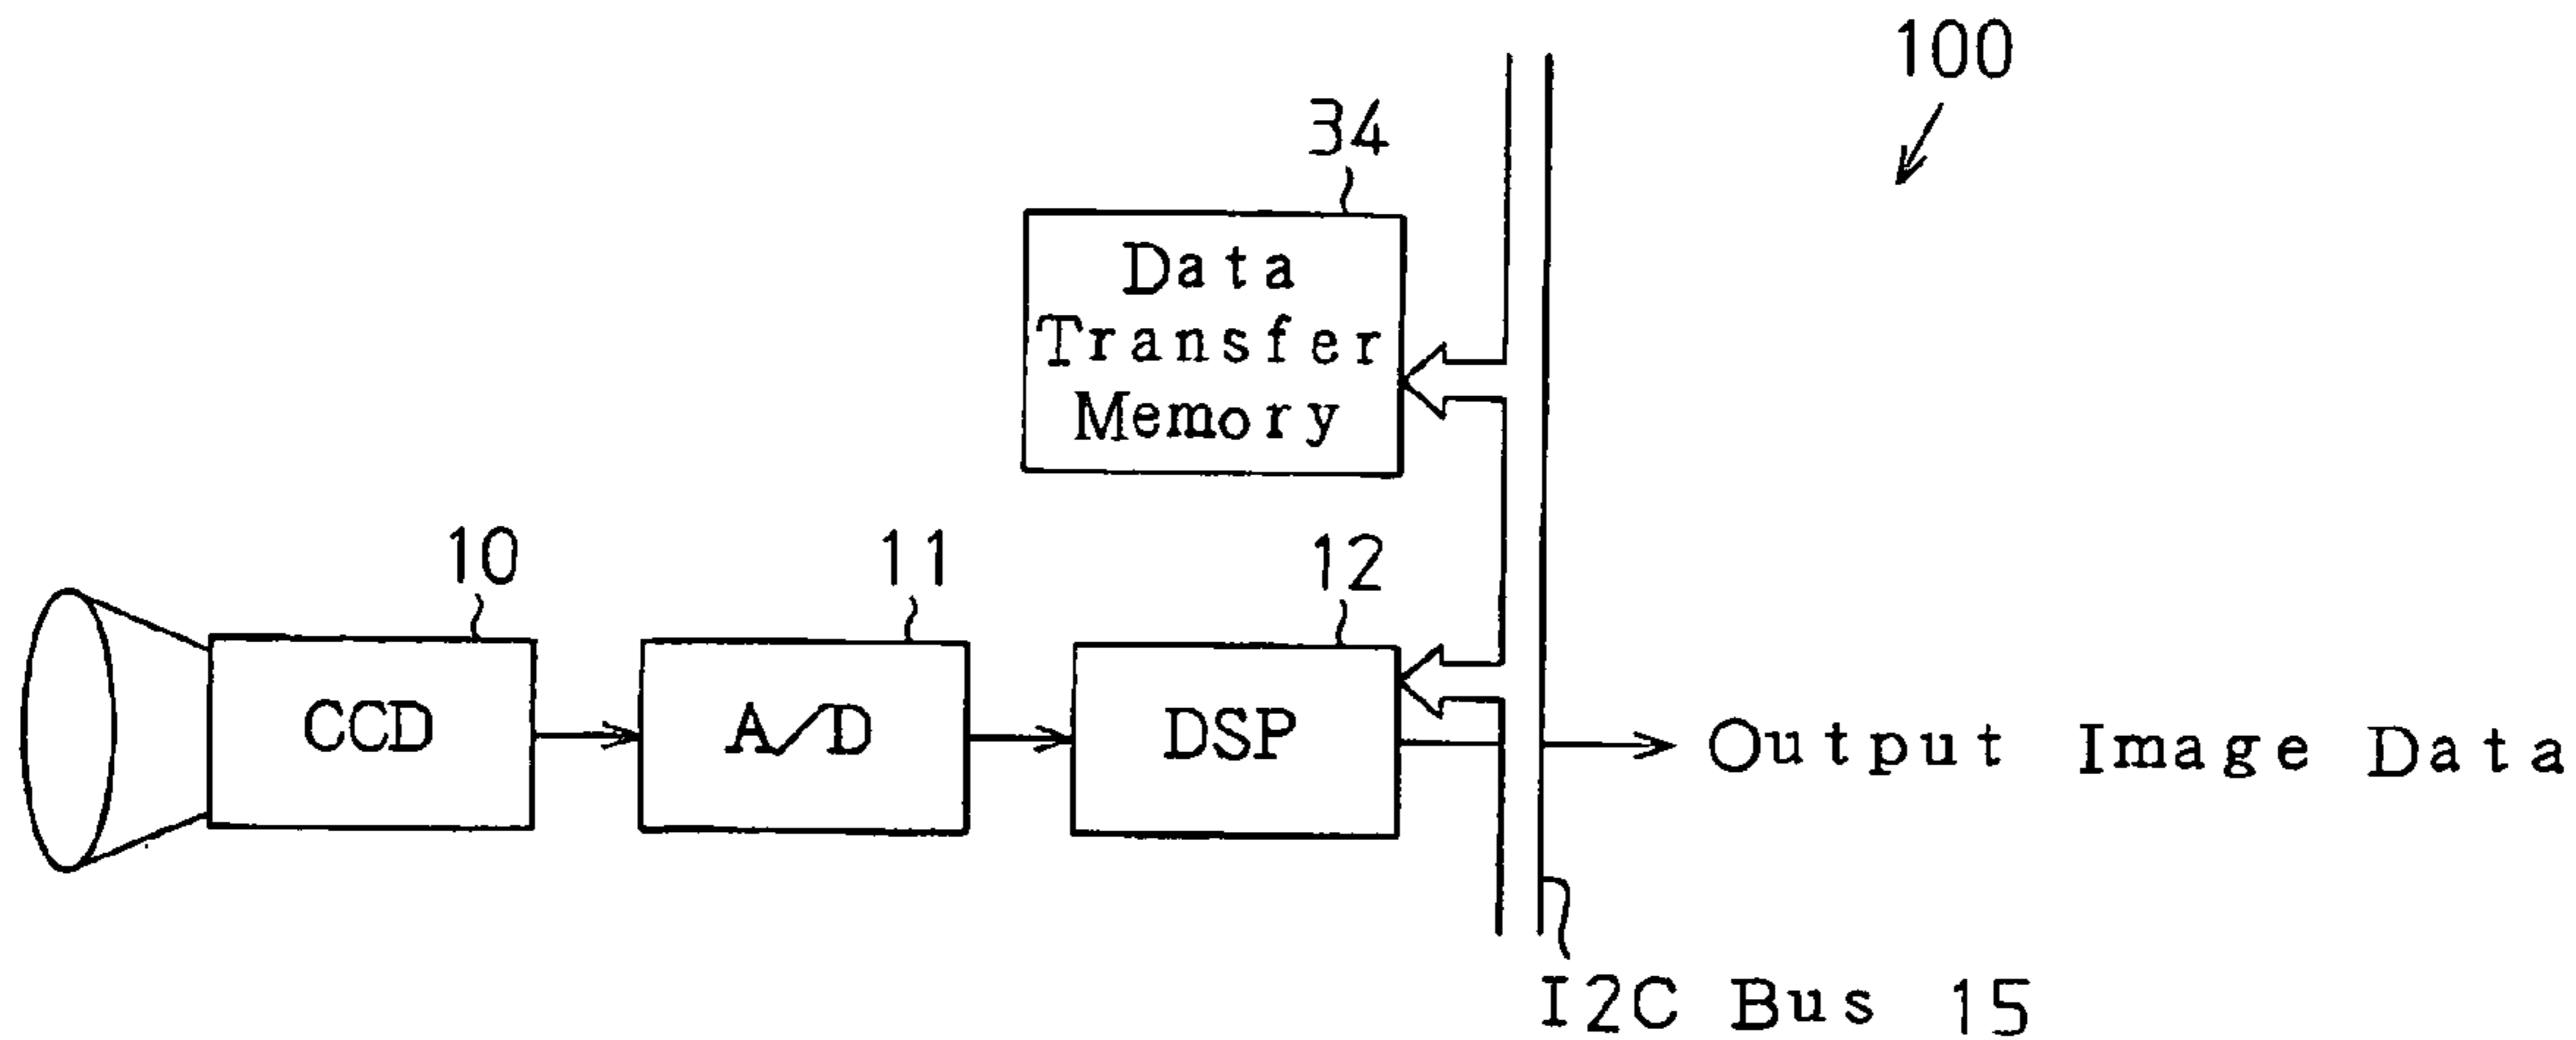 100
34
Data
Transfer
Memory
10
11
12
CCD
A/D
DSP
Output Image Data
I2C Bus 15